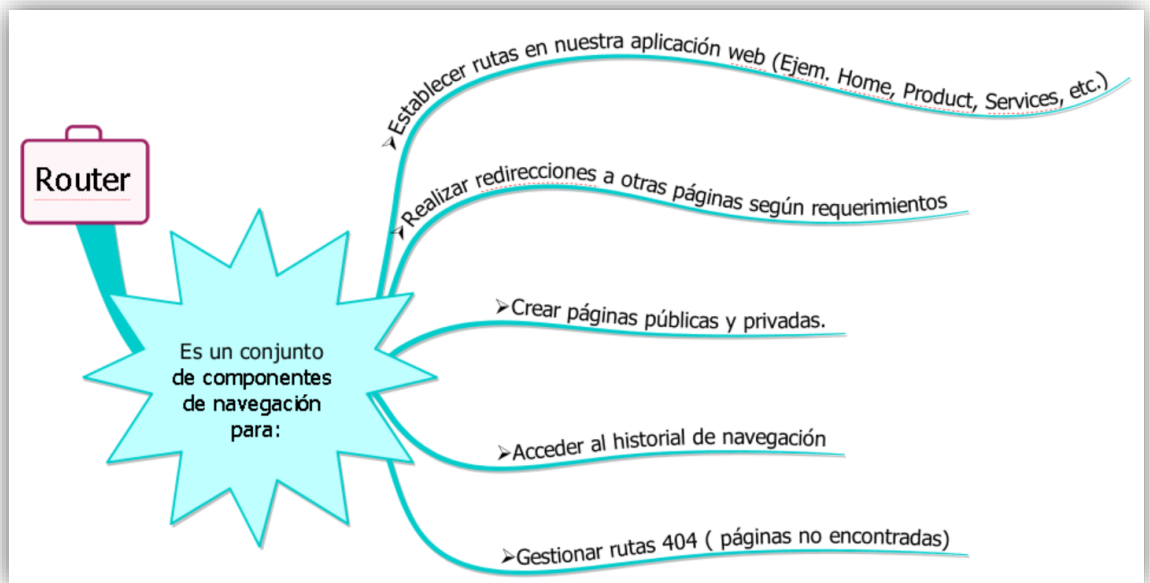 Router
Es un conjunto
de componentes
de navegación
para:
➢Establecer rutas en nuestra aplicación web (Ejem. Home, Product, Services, etc.)
➢Realizar redirecciones a otras páginas según requerimientos
➢Crear páginas públicas y privadas.
➢Acceder al historial de navegación
➢Gestionar rutas 404 ( páginas no encontradas)